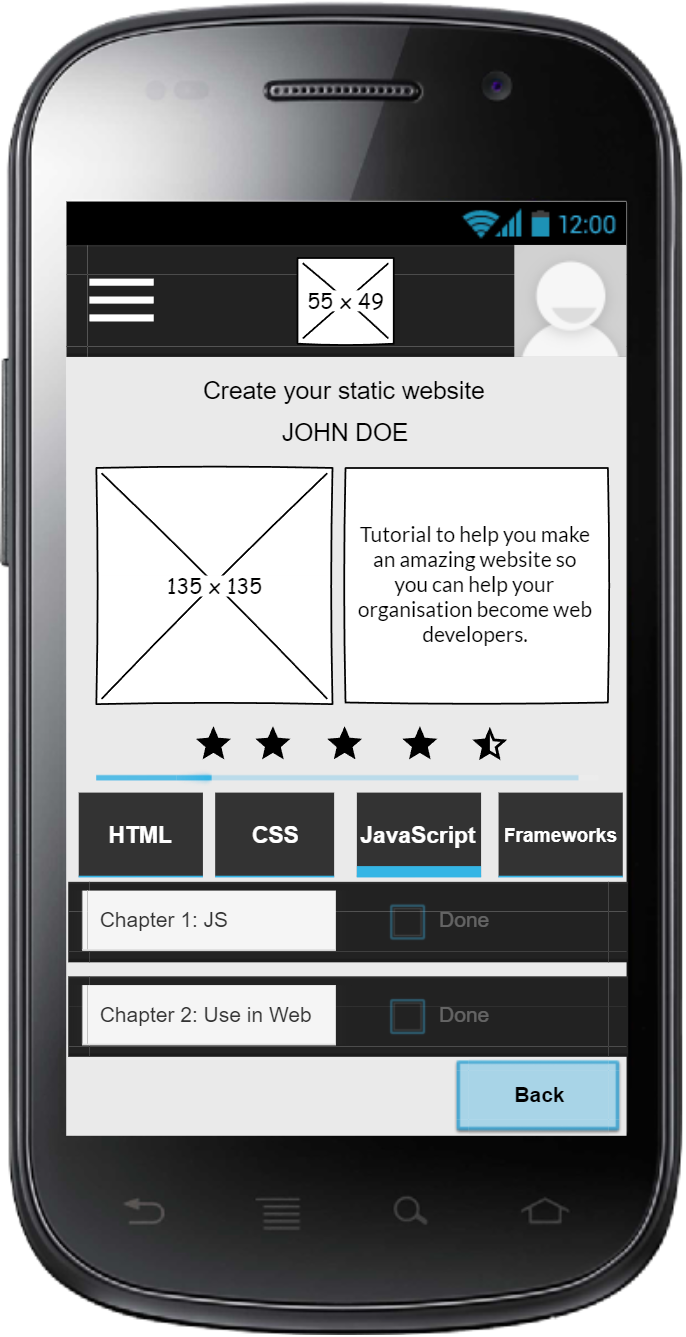 12:00
55 x 49
Create your static website
JOHN DOE
135 x 135
Tutorial to help you make
an amazing website so
you can help your
organisation become web
developers.
HTML CSS JavaScript Frameworks
Chapter 1: JS Done
Chapter 2: Use in Web Done
Back